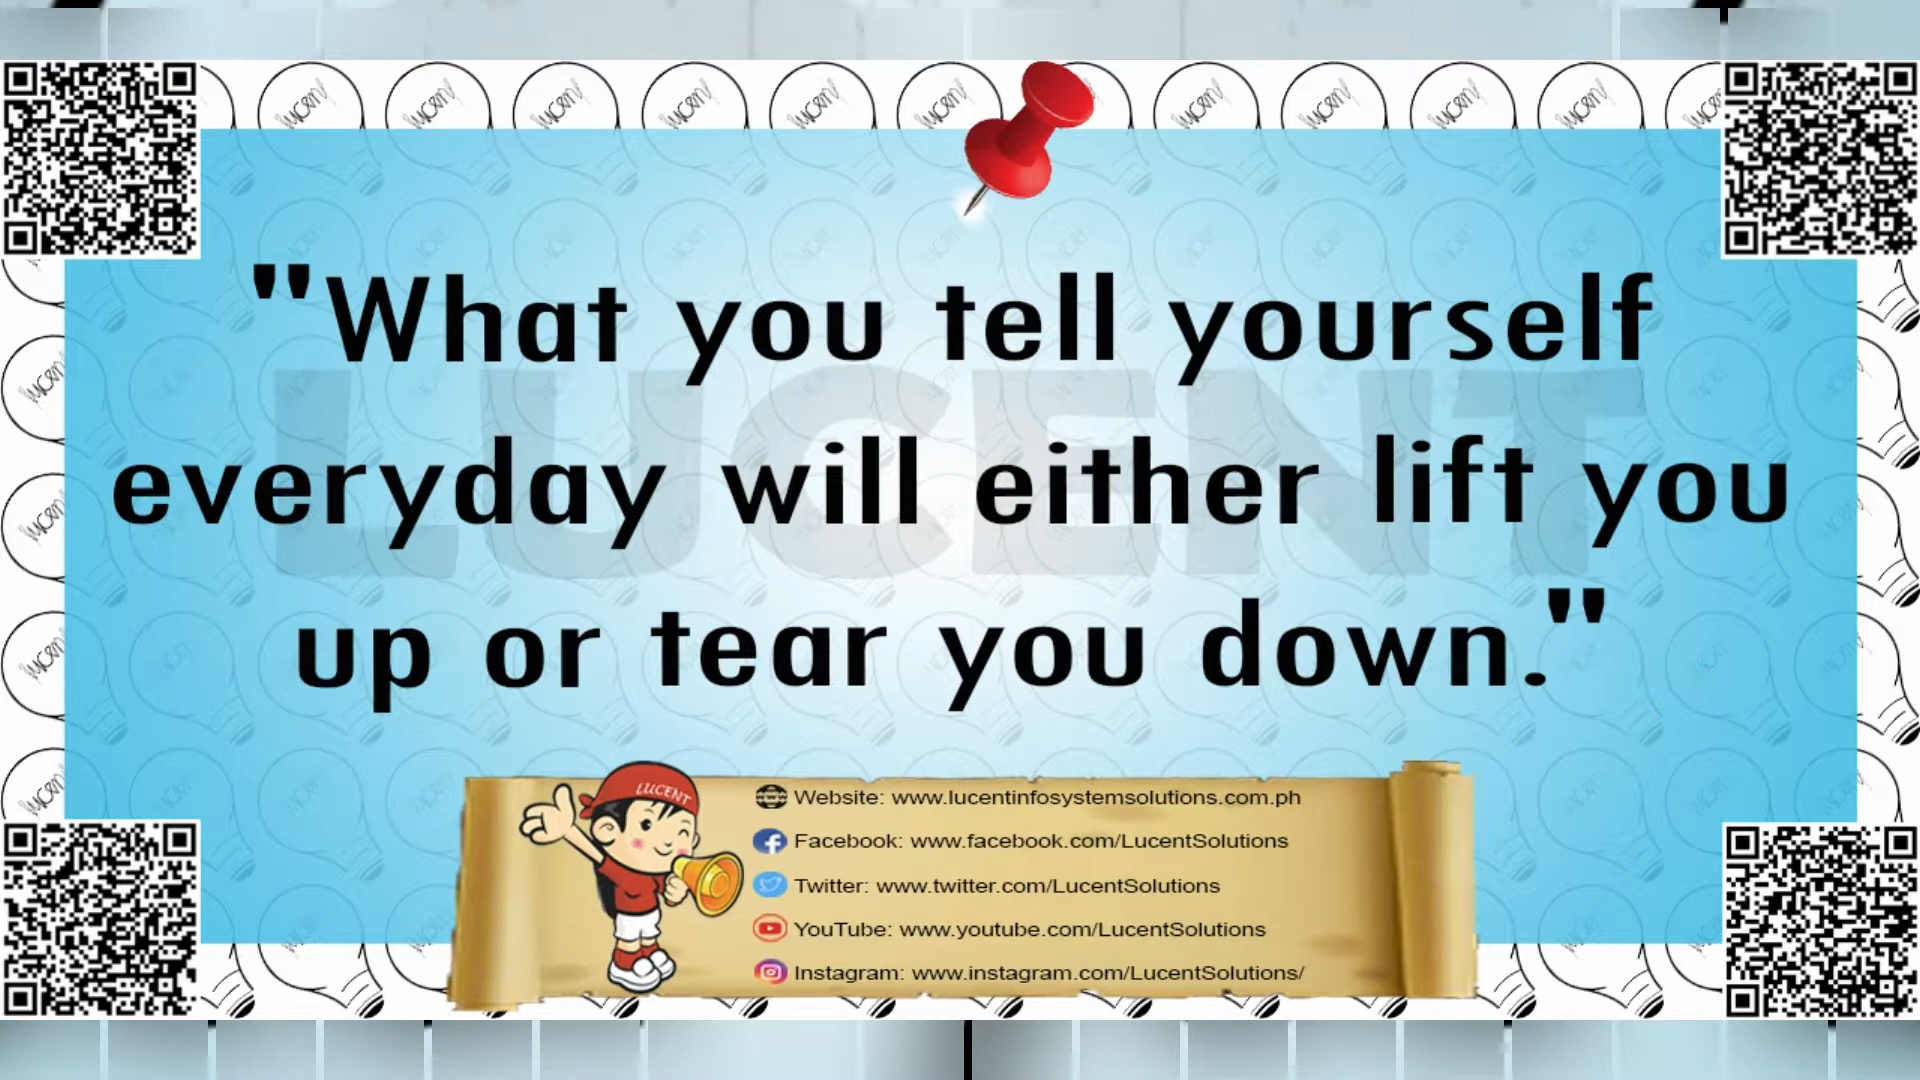 "What you tell yourself
everyday will either lift you
up or tear you down."
LUCENT
LUCENT
Website: www.lucentinfosystemsolutions.com.ph
Facebook: www.facebook.com/LucentSolutions
Twitter: www.twitter.com/LucentSolutions
YouTube: www.youtube.com/LucentSolutions
Instagram: www.instagram.com/LucentSolutions/